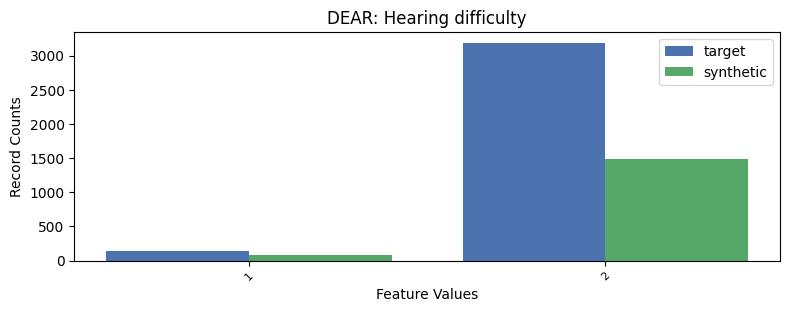 DEAR: Hearing difficulty
target
synthetic
Record Counts
3000
2500
2000
1500
1000
500
0
1
2
Feature Values